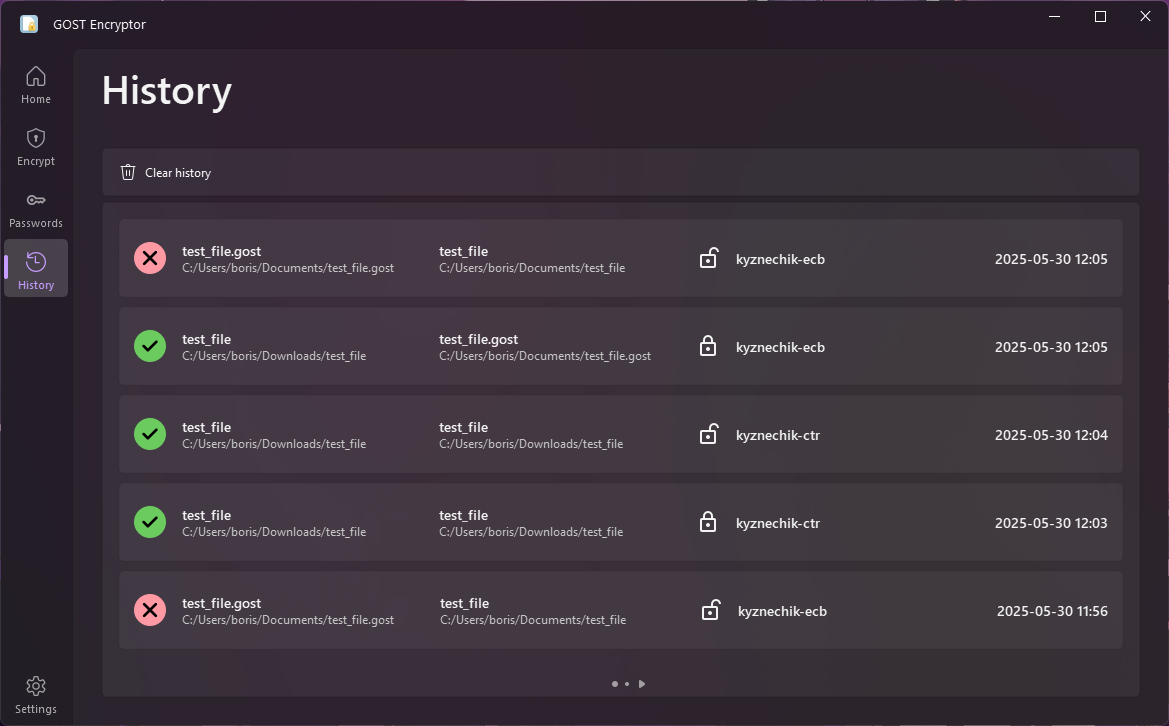 GOST Encryptor
Home
Encrypt
Passwords
History
Settings
History
Clear history
test_file.gost
C:/Users/boris/Documents/test_file.gost
test_file
C:/Users/boris/Documents/test_file
kyznechik-ecb
2025-05-30 12:05
test_file
C:/Users/boris/Downloads/test_file
test_file.gost
C:/Users/boris/Documents/test_file.gost
kyznechik-ecb
2025-05-30 12:05
test_file
C:/Users/boris/Downloads/test_file
test_file
C:/Users/boris/Downloads/test_file
kyznechik-ctr
2025-05-30 12:04
test_file
C:/Users/boris/Downloads/test_file
test_file
C:/Users/boris/Downloads/test_file
kyznechik-ctr
2025-05-30 12:03
test_file.gost
C:/Users/boris/Documents/test_file.gost
test_file
C:/Users/boris/Documents/test_file
kyznechik-ecb
2025-05-30 11:56